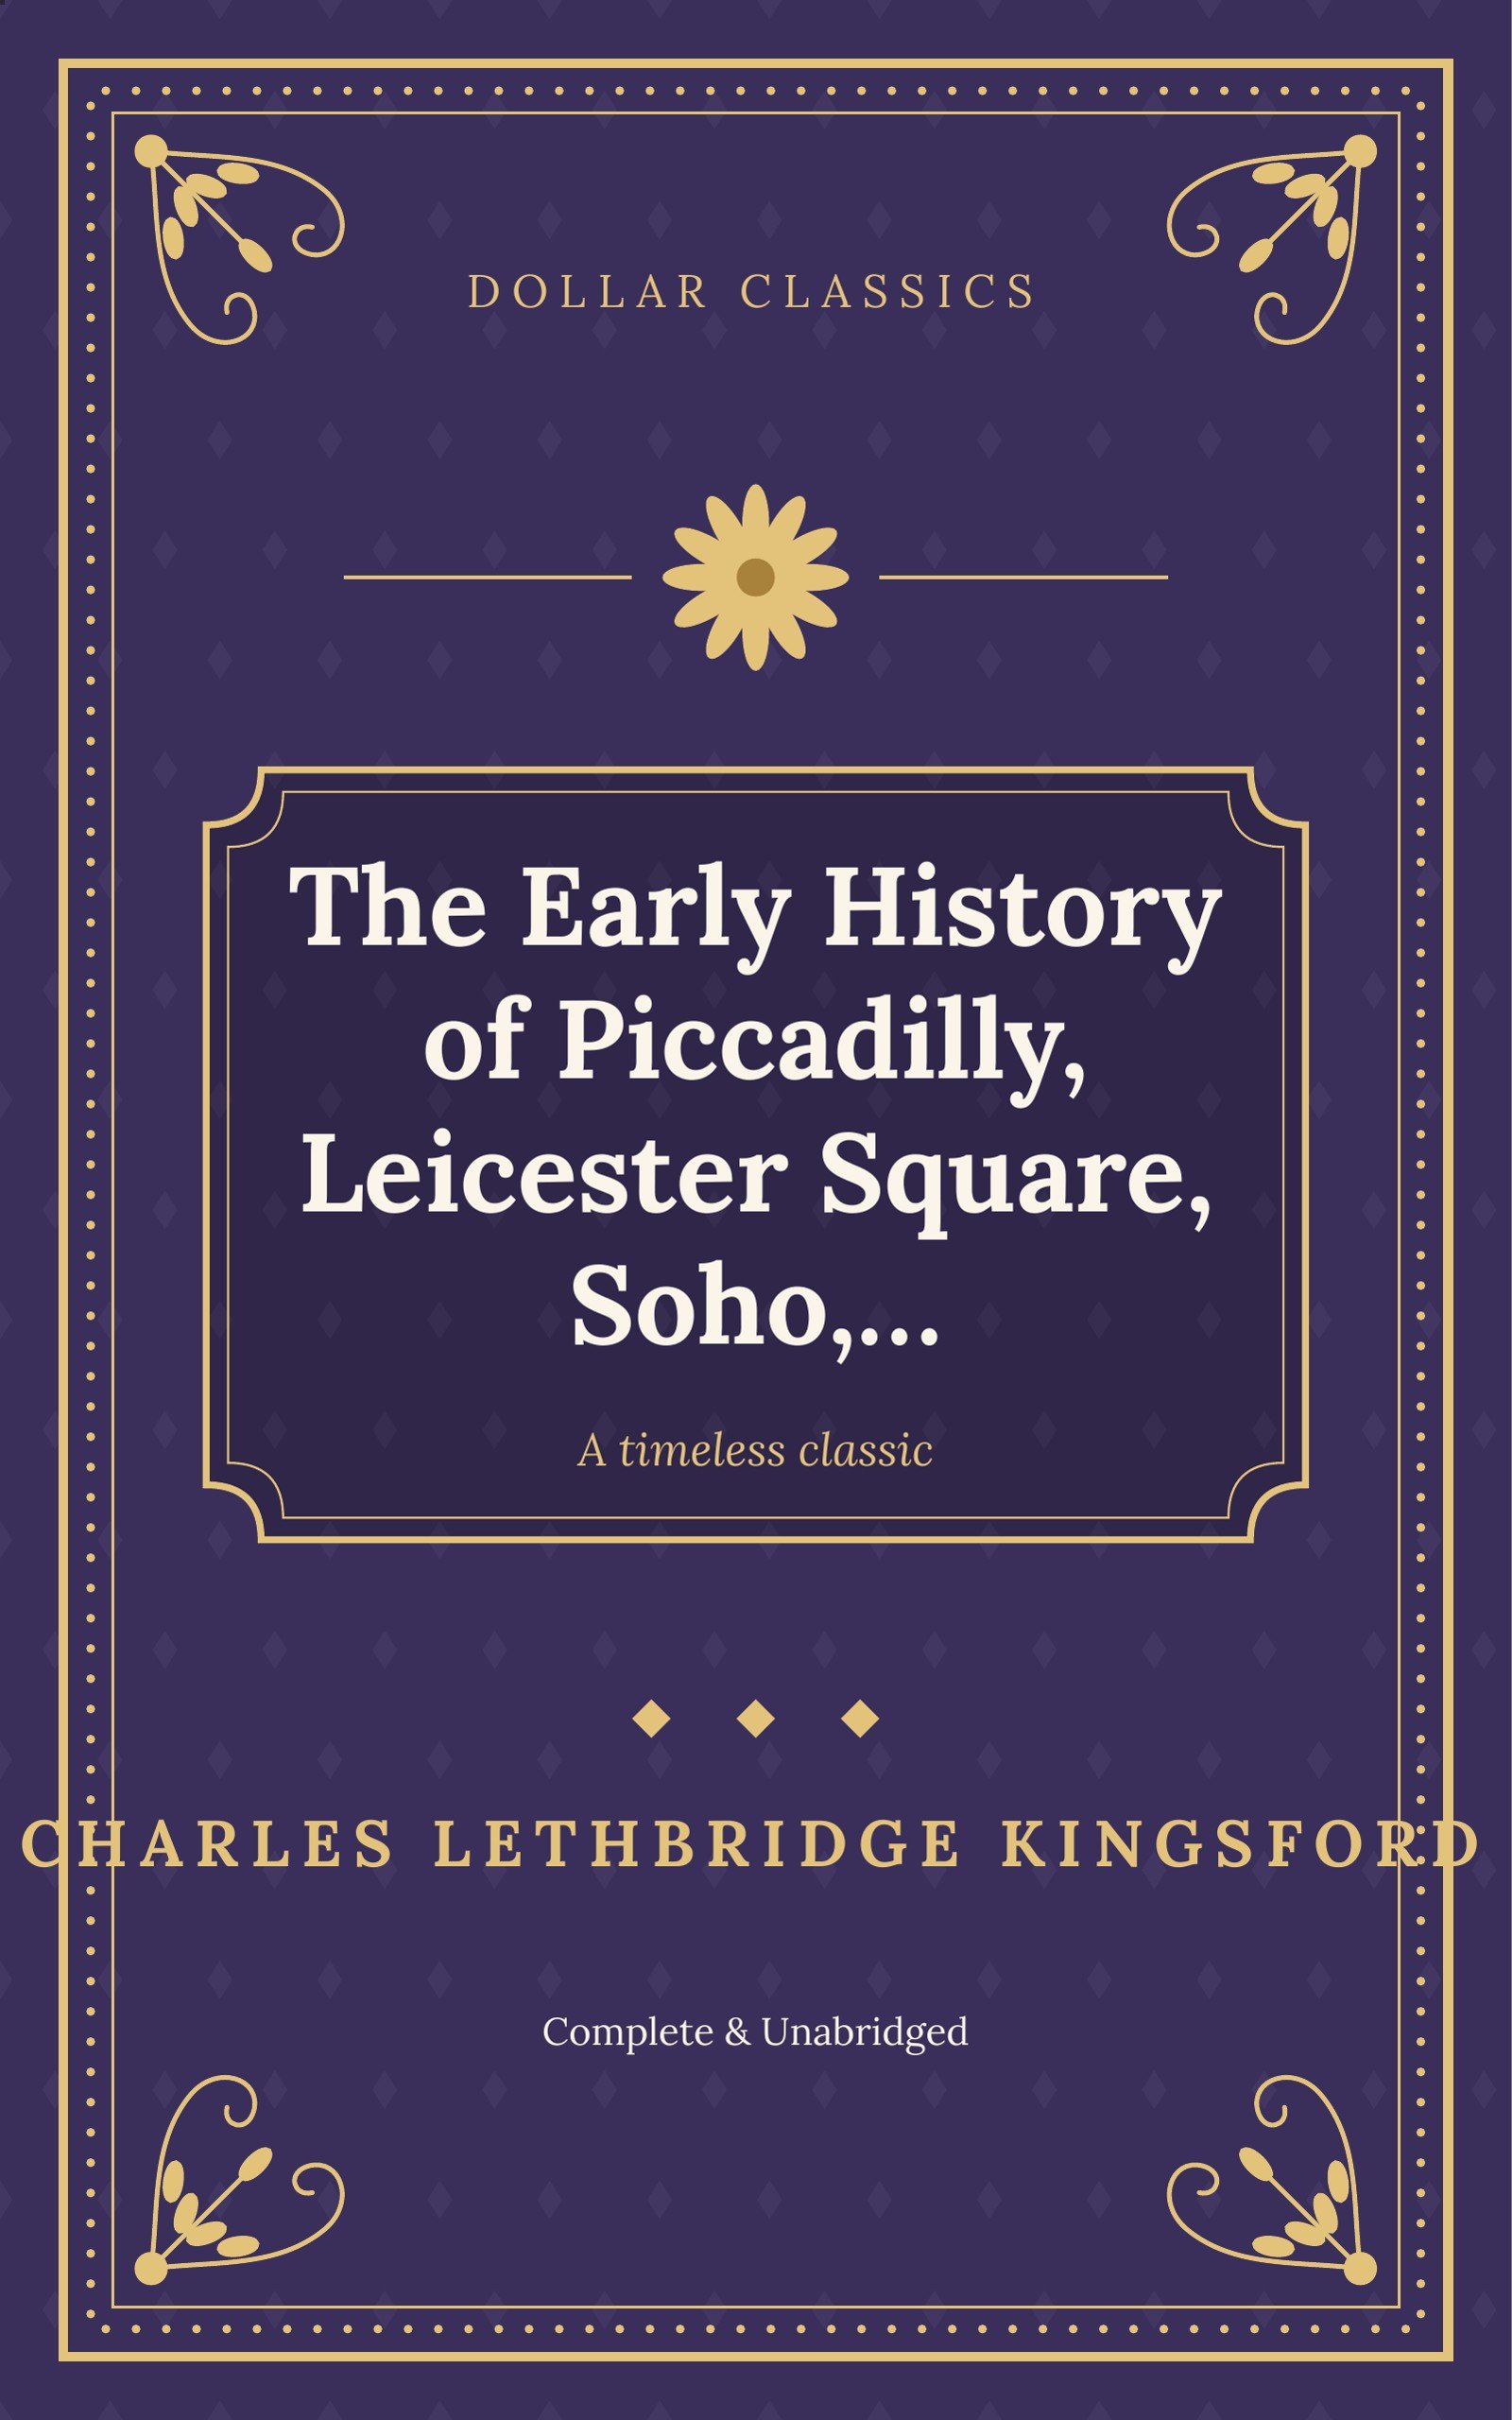 DOLLAR CLASSICS
The Early History
of Piccadilly,
Leicester Square,
Soho,...
A timeless classic
CHARLES LETHBRIDGE KINGSFORD
Complete & Unabridged